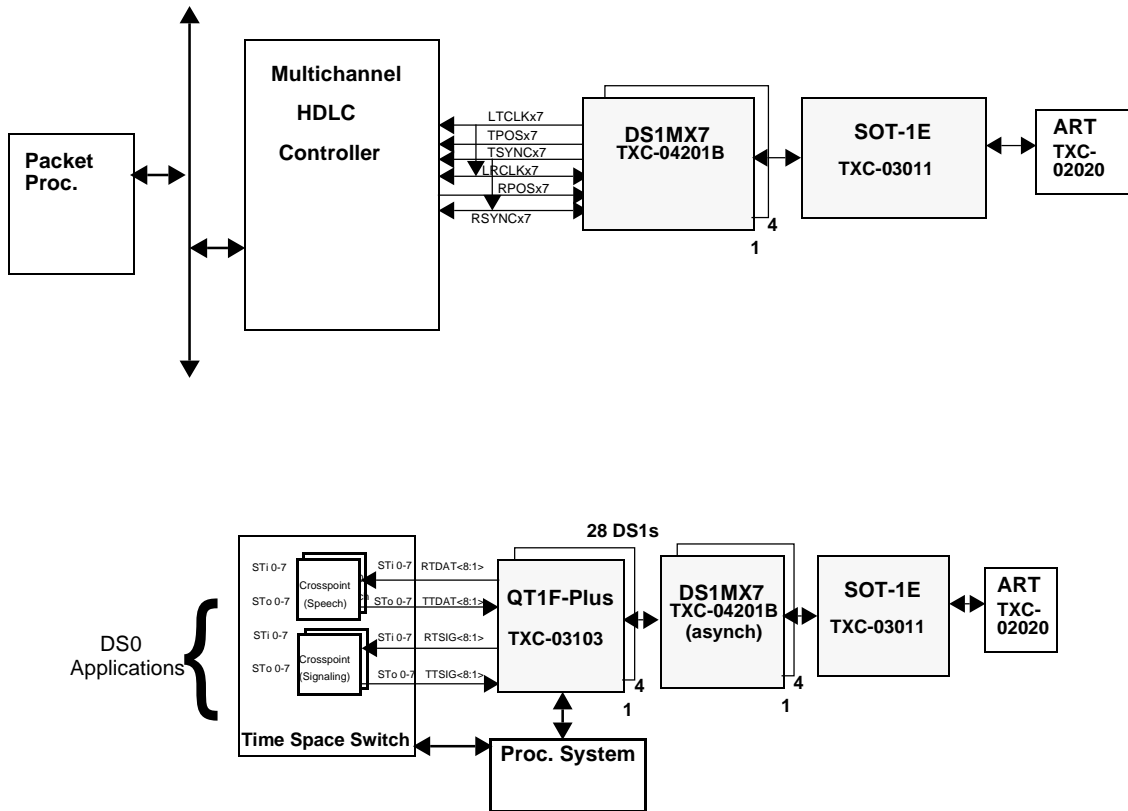 Multichannel
HDLC
Controller
Packet
Proc.
LTCLKx7
TPOSx7
TSYNCx7
LRCLKx7
RPOSx7
RSYNCx7
DS1MX7
TXC-04201B
4
1
SOT-1E
TXC-03011
ART
TXC-
02020
28 DS1s
DS0
Applications
{
STi 0-7
STo 0-7
STi 0-7
STo 0-7
Crosspoint
(Speech)
Crosspoint
(Signaling)
STi 0-7 RTDAT<8:1>
STo 0-7 TTDAT<8:1>
STi 0-7 RTSIG<8:1>
STo 0-7 TTSIG<8:1>
Time Space Switch
QT1F-Plus
TXC-03103
4
1
Proc. System
DS1MX7
TXC-04201B
(asynch)
4
1
SOT-1E
TXC-03011
ART
TXC-
02020